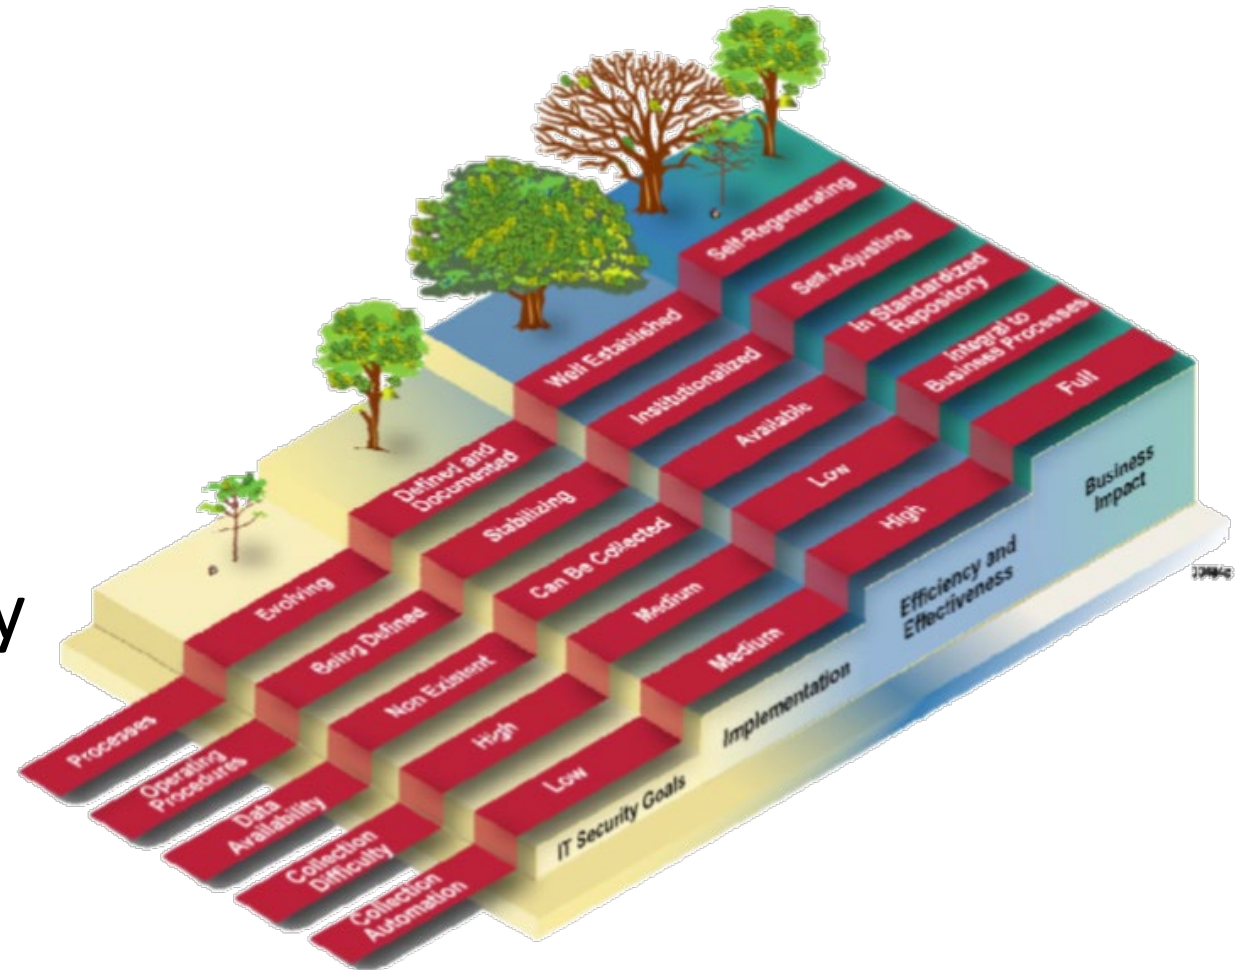 y
Self-Regenerating
Self-Adjusting
In Standardized
Repository
Integral to
Business Processes
Full
Well Established
Institutionalized
Available
Low
High
Defined and
Documented
Stabilizing
Can Be Collected
Medium
Medium
Evolving
Being Defined
Non Existent
High
Low
Processes
Operating
Procedures
Data
Availability
Collection
Difficulty
Collection
Automation
IT Security Goals
Implementation
Efficiency and
Effectiveness
Business
Impact